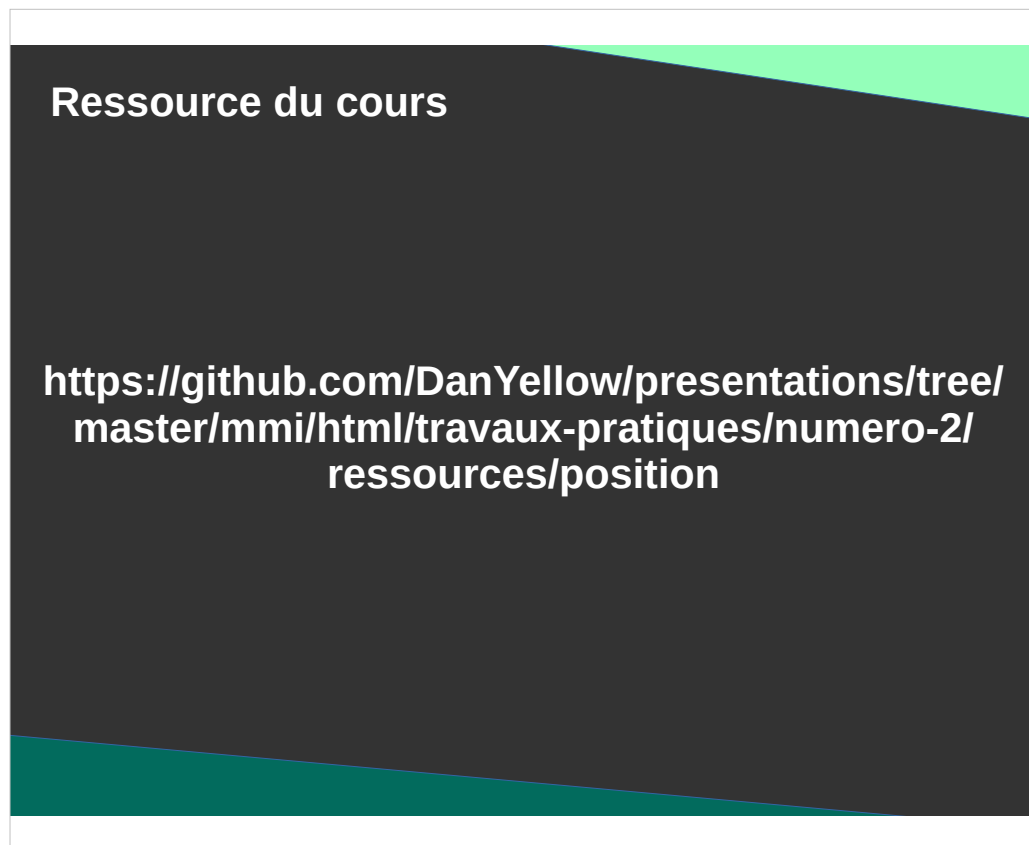 Ressource du cours
https://github.com/DanYellow/presentations/tree/
master/mmi/html/travaux-pratiques/numero-2/
ressources/position